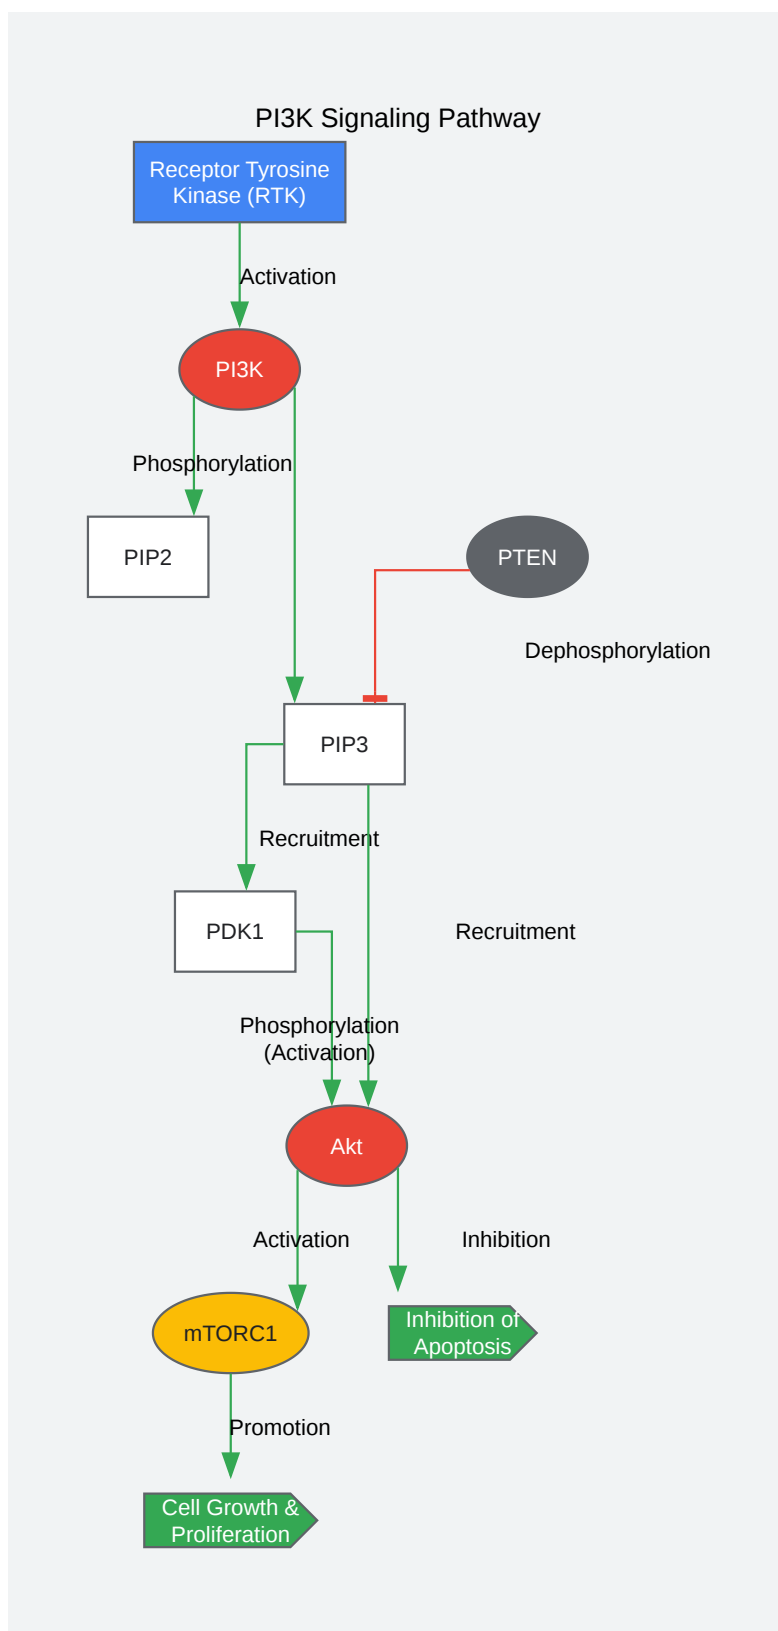 PI3K Signaling Pathway
Receptor Tyrosine
Kinase (RTK)
Activation
PI3K
Phosphorylation
PIP2
PTEN
Dephosphorylation
PIP3
Recruitment
PDK1
Recruitment
Phosphorylation
(Activation)
Akt
Activation
Inhibition
mTORC1
Inhibition of
Apoptosis
Promotion
Cell Growth &
Proliferation